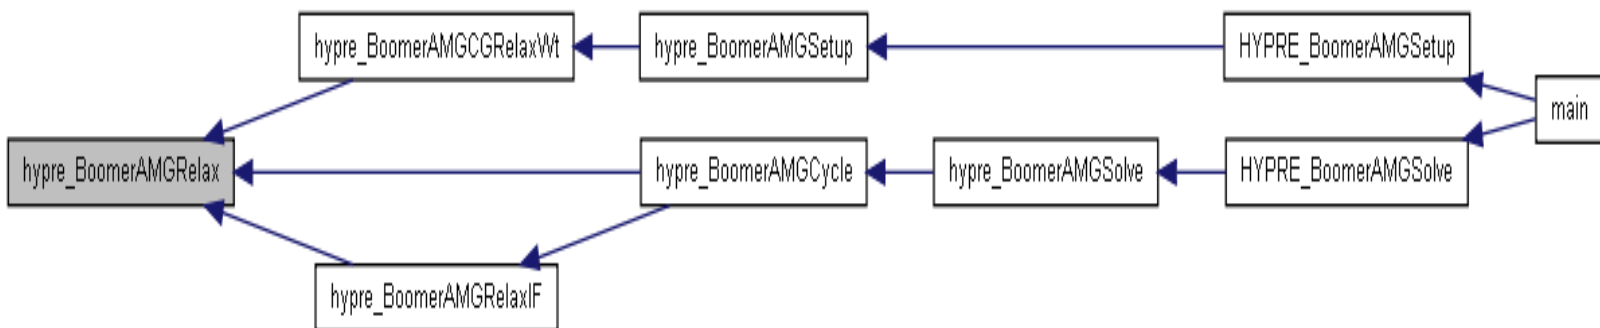 hypre_BoomerAMGCGRelaxWt
hypre_BoomerAMGSetup
HYPRE_BoomerAMGSetup
main
hypre_BoomerAMGRelax
hypre_BoomerAMGCycle
hypre_BoomerAMGSolve
HYPRE_BoomerAMGSolve
hypre_BoomerAMGRelaxIF